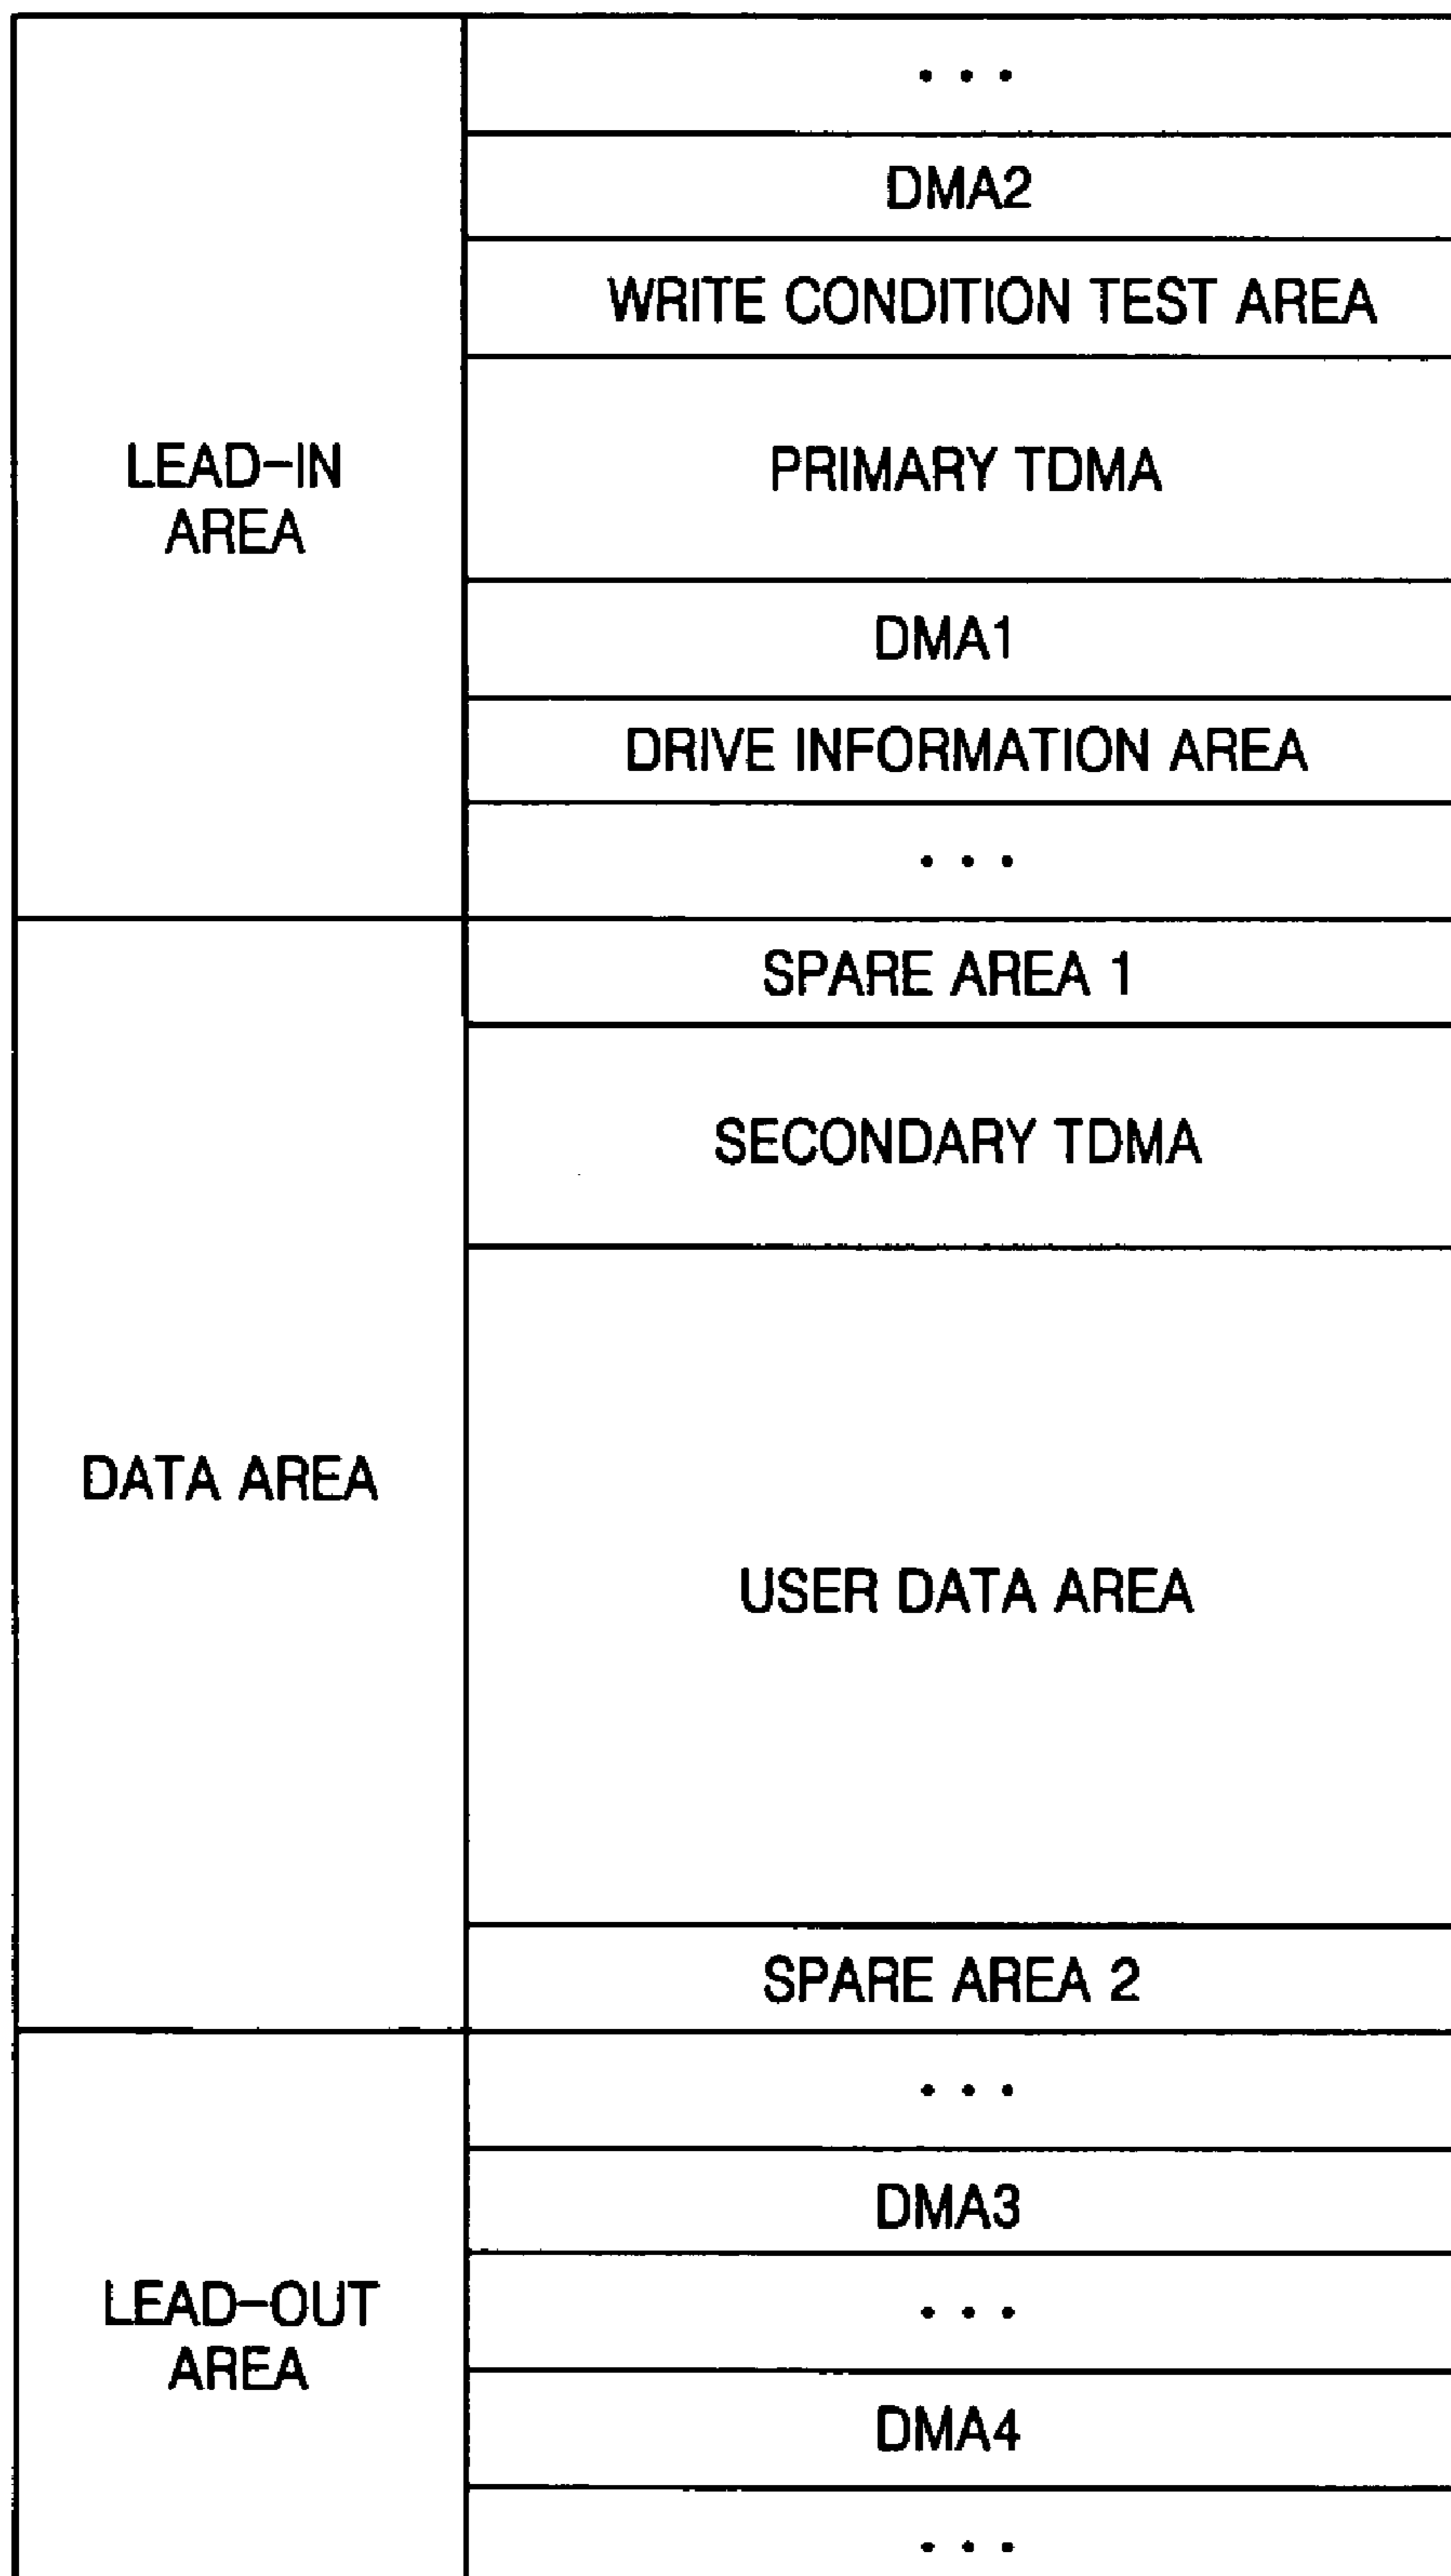 . . .
DMA2
WRITE CONDITION TEST AREA
PRIMARY TDMA
LEAD-IN
AREA
DMA1
DRIVE INFORMATION AREA
. . .
SPARE AREA 1
SECONDARY TDMA
DATA AREA
USER DATA AREA
SPARE AREA 2
. . .
DMA3
LEAD-OUT
AREA
. . .
DMA4
. . .